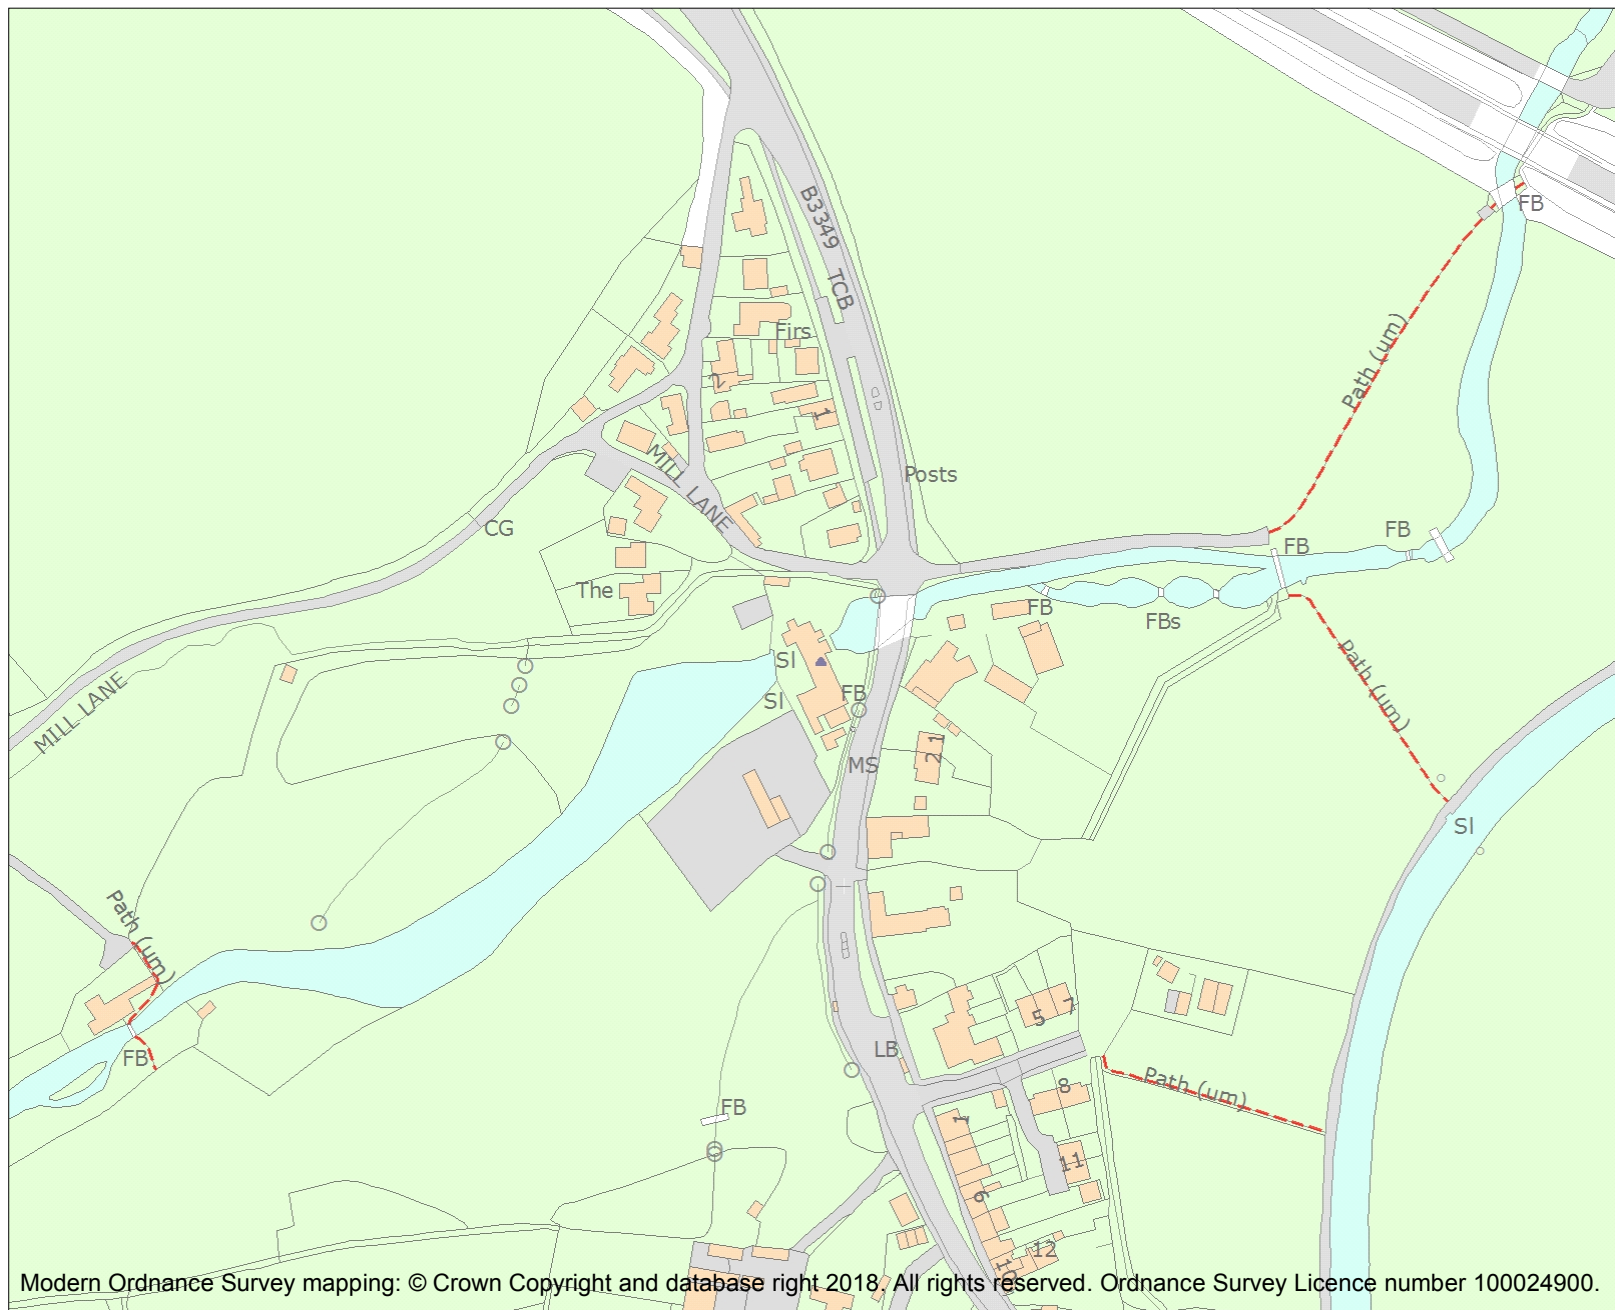 FB
B3349
TCB
Firs
Path (um)
2
1
MILL LANE
Posts
CG
FB
FB
The
FB
FBs
SI
SI
FB
Path (um)
MILL LANE
21
MS
Sl
Path (um)
5
7
LB
FB
8
Path (um)
FB
1
11
6
12
10
Modern Ordnance Survey mapping: © Crown Copyright and database right 2018. All rights reserved. Ordnance Survey Licence number 100024900.